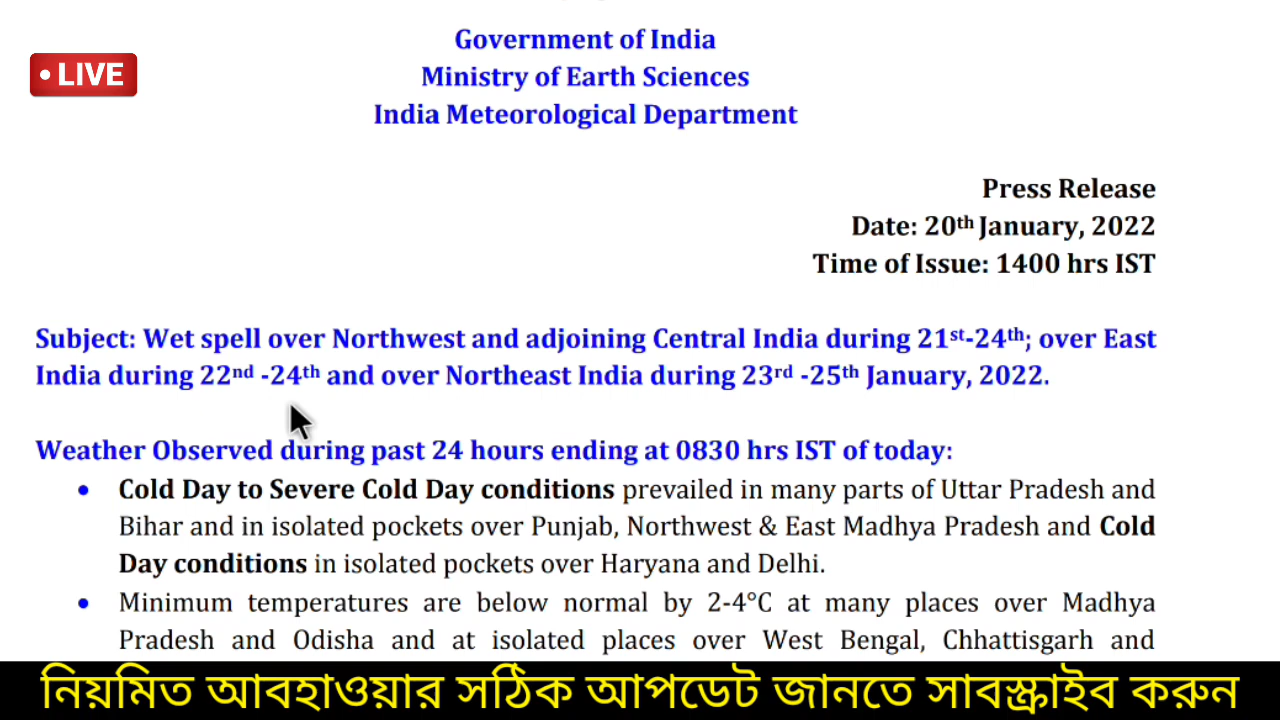 Government of India
• LIVE
Ministry of Earth Sciences
India Meteorological Department
Press Release
Date: 20th January, 2022
Time of Issue: 1400 hrs IST
Subject: Wet spell over Northwest and adjoining Central India during 21st-24th; over East
India during 22nd -24th and over Northeast India during 23rd -25th January, 2022.
Weather Observed during past 24 hours ending at 0830 hrs IST of today:
• Cold Day to Severe Cold Day conditions prevailed in many parts of Uttar Pradesh and
Bihar and in isolated pockets over Punjab, Northwest & East Madhya Pradesh and Cold
Day conditions in isolated pockets over Haryana and Delhi.
• Minimum temperatures are below normal by 2-4°C at many places over Madhya
Pradesh and Odisha and at isolated places over West Bengal, Chhattisgarh and
নিয়মিত আবহাওয়ার সঠিক আপডেট জানতে সাবস্ক্রাইব করুন